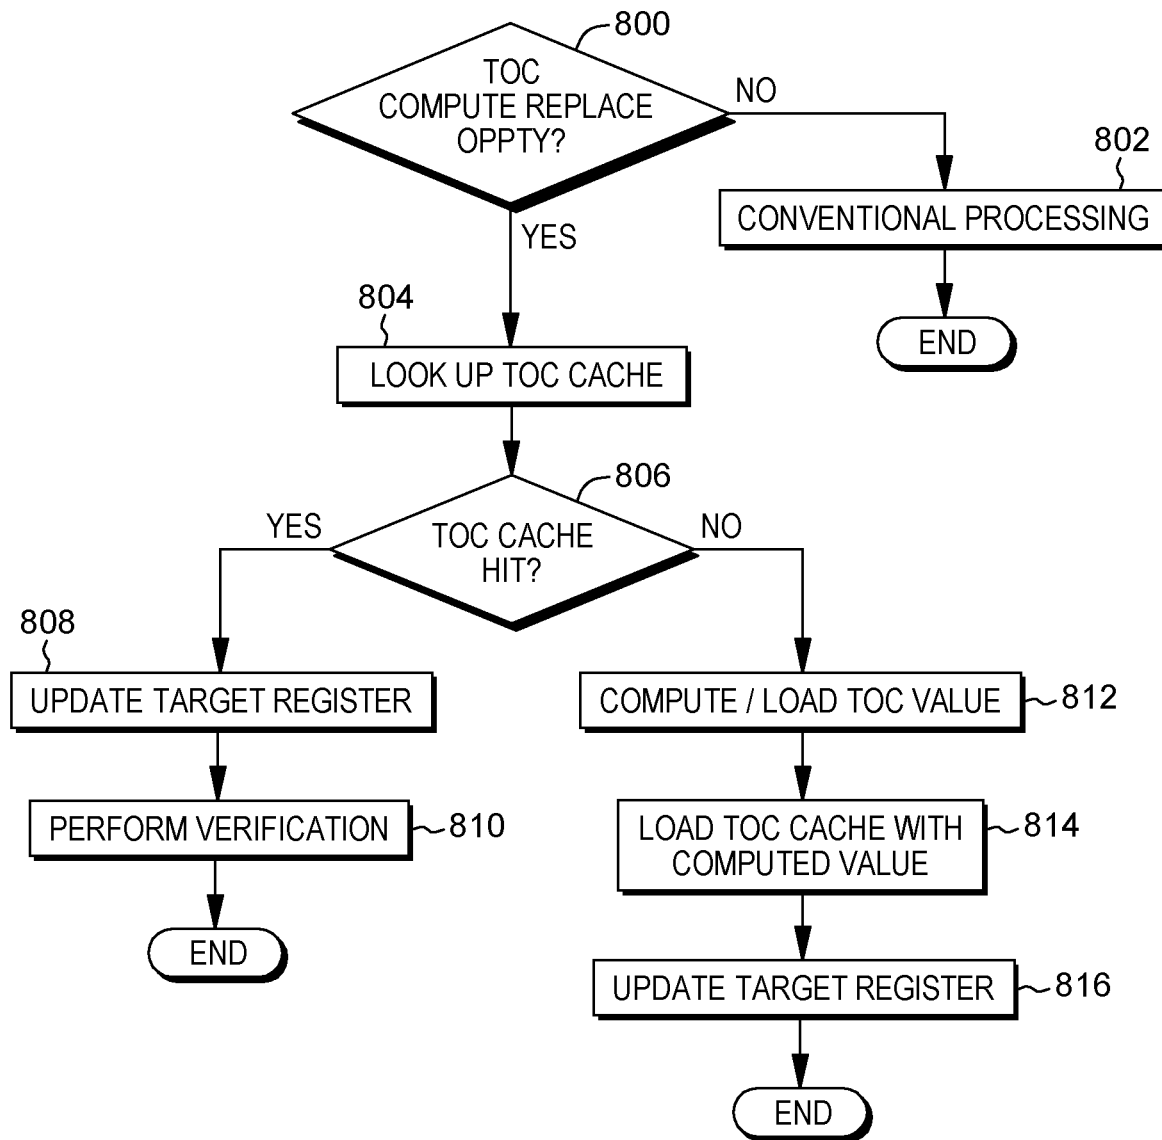 800
TOC
COMPUTE REPLACE
OPPTY?
NO
802
CONVENTIONAL PROCESSING
YES
END
804
LOOK UP TOC CACHE
806
YES
TOC CACHE
HIT?
NO
808
UPDATE TARGET REGISTER
COMPUTE / LOAD TOC VALUE
812
PERFORM VERIFICATION
810
LOAD TOC CACHE WITH
COMPUTED VALUE
814
END
UPDATE TARGET REGISTER
816
END